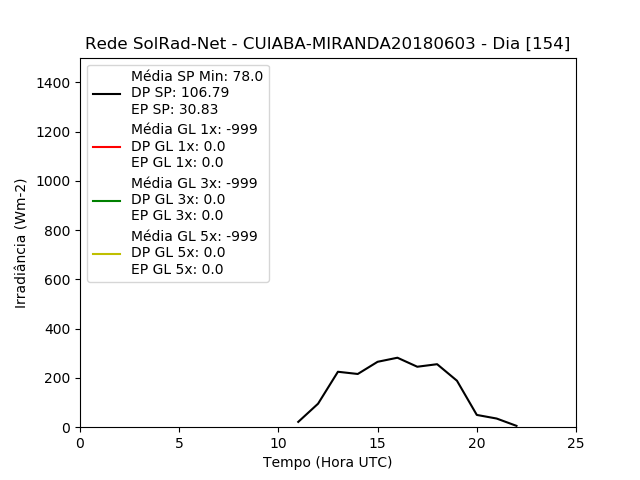 Rede SolRad-Net - CUIABA-MIRANDA20180603 - Dia [154]
Média SP Min: 78.0
DP SP: 106.79
EP SP: 30.83
Média GL 1x: -999
DP GL 1x: 0.0
EP GL 1x: 0.0
Média GL 3x: -999
DP GL 3x: 0.0
EP GL 3x: 0.0
Média GL 5x: -999
DP GL 5x: 0.0
EP GL 5x: 0.0
Irradiância (Wm-2)
1400
1200
1000
800
600
400
200
0
0 5 10 15 20 25
Tempo (Hora UTC)